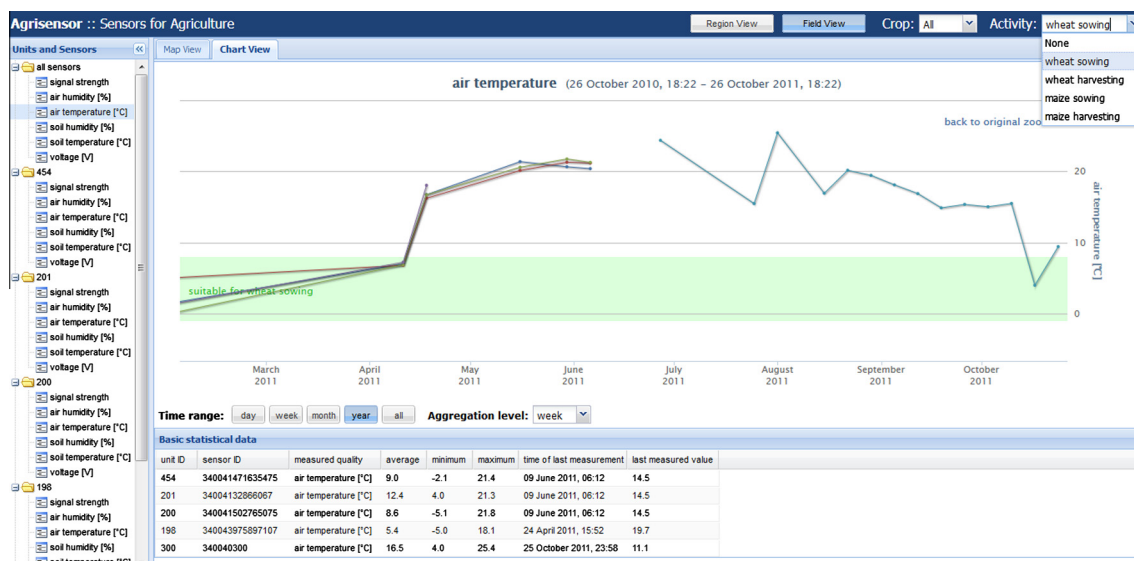 Agrisensor :: Sensors for Agriculture
Region View
Field View
Crop: All
Activity: wheat sowing
None
wheat sowing
wheat harvesting
maize sowing
maize harvesting
Units and Sensors
all sensors
signal strength
air humidity [%]
air temperature [°C]
soil humidity [%]
soil temperature [°C]
voltage [V]
454
signal strength
air humidity [%]
air temperature [°C]
soil humidity [%]
soil temperature [°C]
voltage [V]
201
signal strength
air humidity [%]
air temperature [°C]
soil humidity [%]
soil temperature [°C]
voltage [V]
200
signal strength
air humidity [%]
air temperature [°C]
soil humidity [%]
soil temperature [°C]
voltage [V]
198
signal strength
air humidity [%]
air temperature [°C]
soil humidity [%]
soil temperature [°C]
Map View
Chart View
air temperature (26 October 2010, 18:22 - 26 October 2011, 18:22)
back to original zoo
20
10
0
air temperature [°C]
suitable for wheat sowing
March 2011
April 2011
May 2011
June 2011
July 2011
August 2011
September 2011
October 2011
Time range: day week month year all Aggregation level: week
Basic statistical data
unit ID sensor ID measured quality average minimum maximum time of last measurement last measured value
454 340041471635475 air temperature [°C] 9.0 -2.1 21.4 09 June 2011, 06:12 14.5
201 34004132866067 air temperature [°C] 12.4 4.0 21.3 09 June 2011, 06:12 14.5
200 340041502765075 air temperature [°C] 8.6 -5.1 21.8 09 June 2011, 06:12 14.5
198 340043975897107 air temperature [°C] 5.4 -5.0 18.1 24 April 2011, 15:52 19.7
300 340040300 air temperature [°C] 16.5 4.0 25.4 25 October 2011, 23:58 11.1